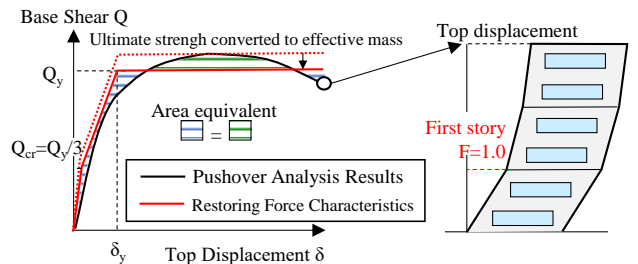 Base Shear Q
Ultimate strengh converted to effective mass
Top displacement
Qy
Area equivalent
=
First story
F=1.0
Qcr=Qy/3
Pushover Analysis Results
Restoring Force Characteristics
δy
Top Displacement δ